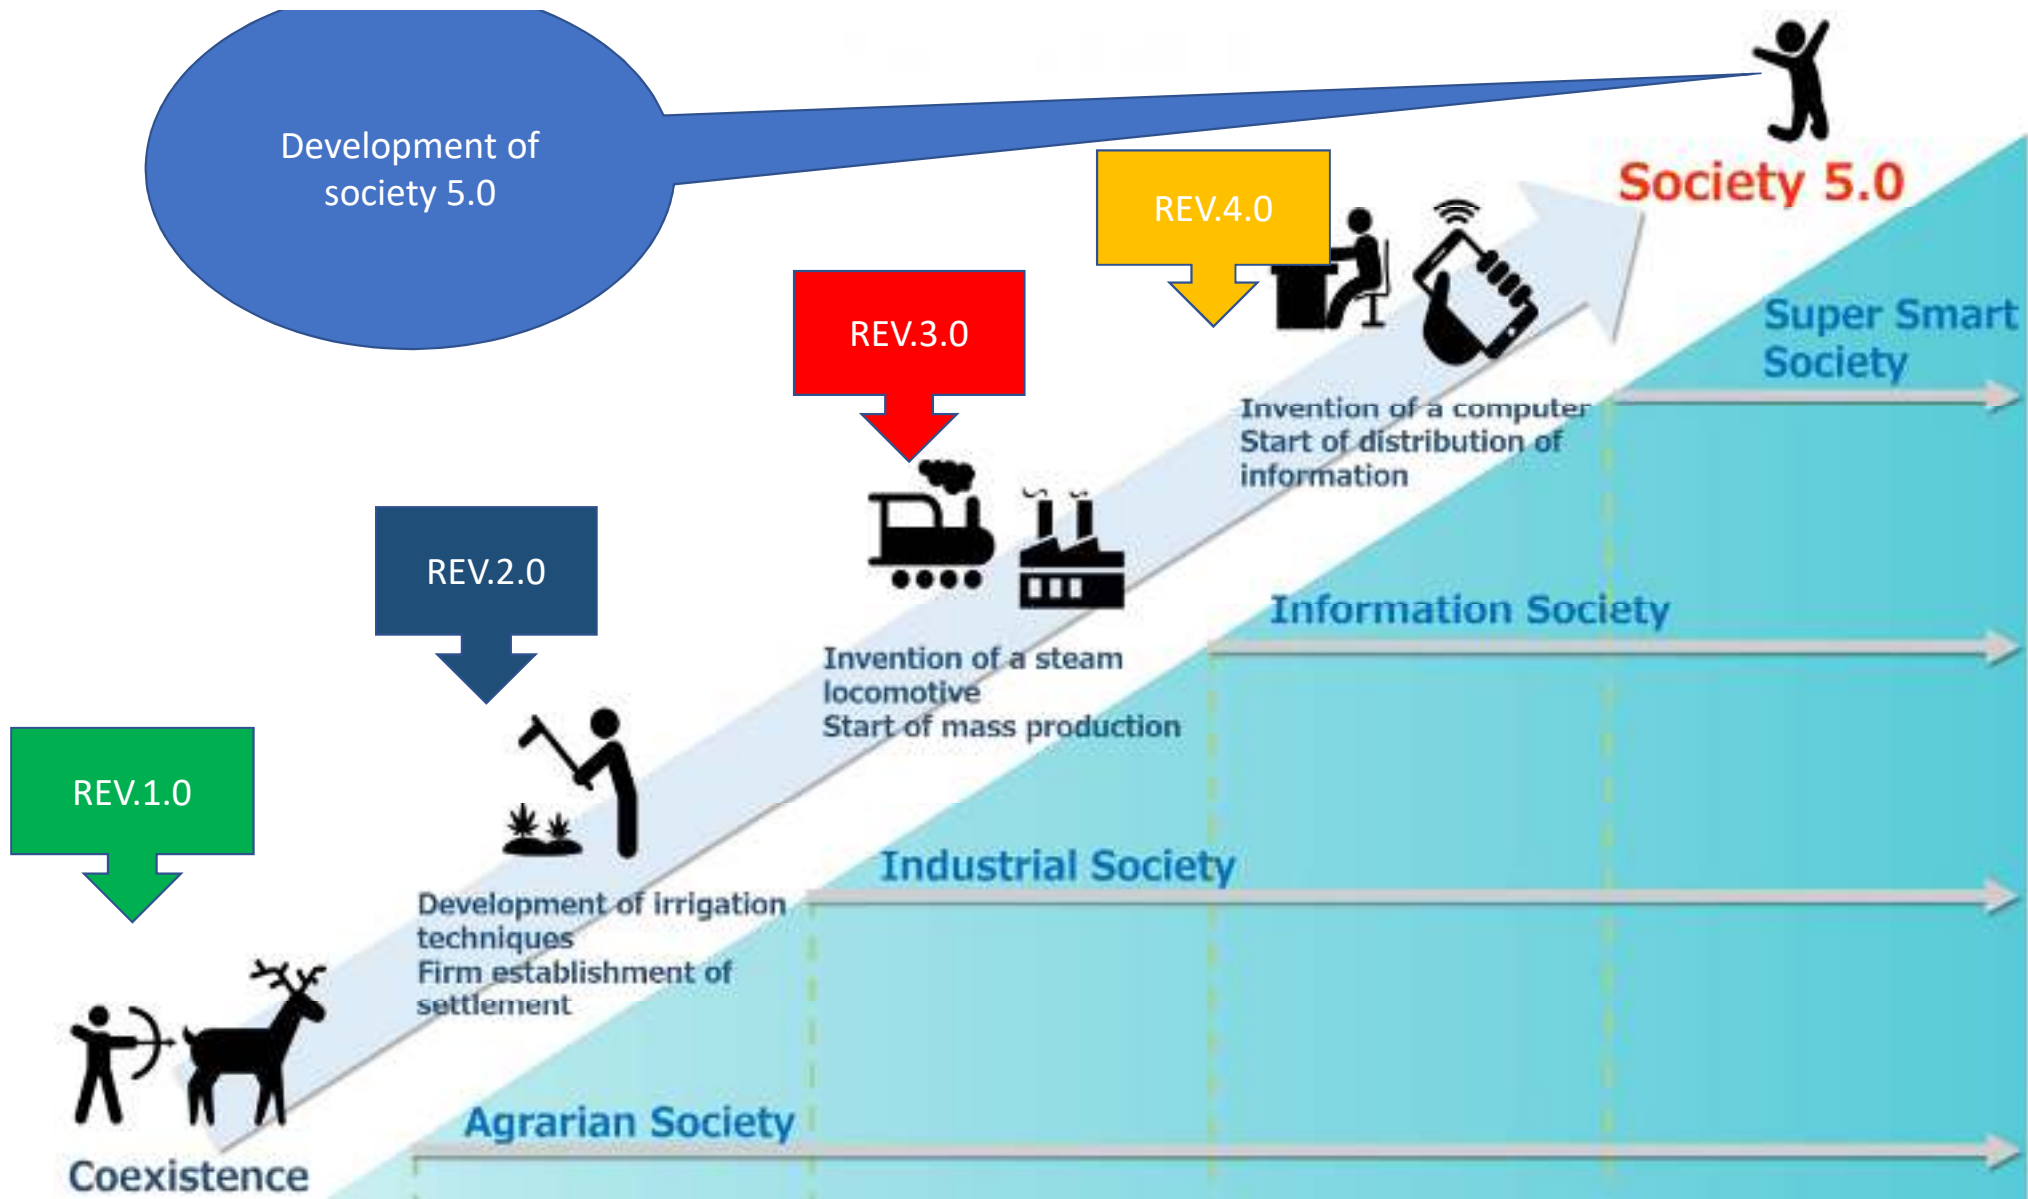 Development of
society 5.0
Society 5.0
REV.4.0
REV.3.0
Super Smart
Society
Invention of a computer
Start of distribution of
information
REV.2.0
Information Society
Invention of a steam
locomotive
Start of mass production
REV.1.0
Industrial Society
Development of irrigation
techniques
Firm establishment of
settlement
Agrarian Society
Coexistence